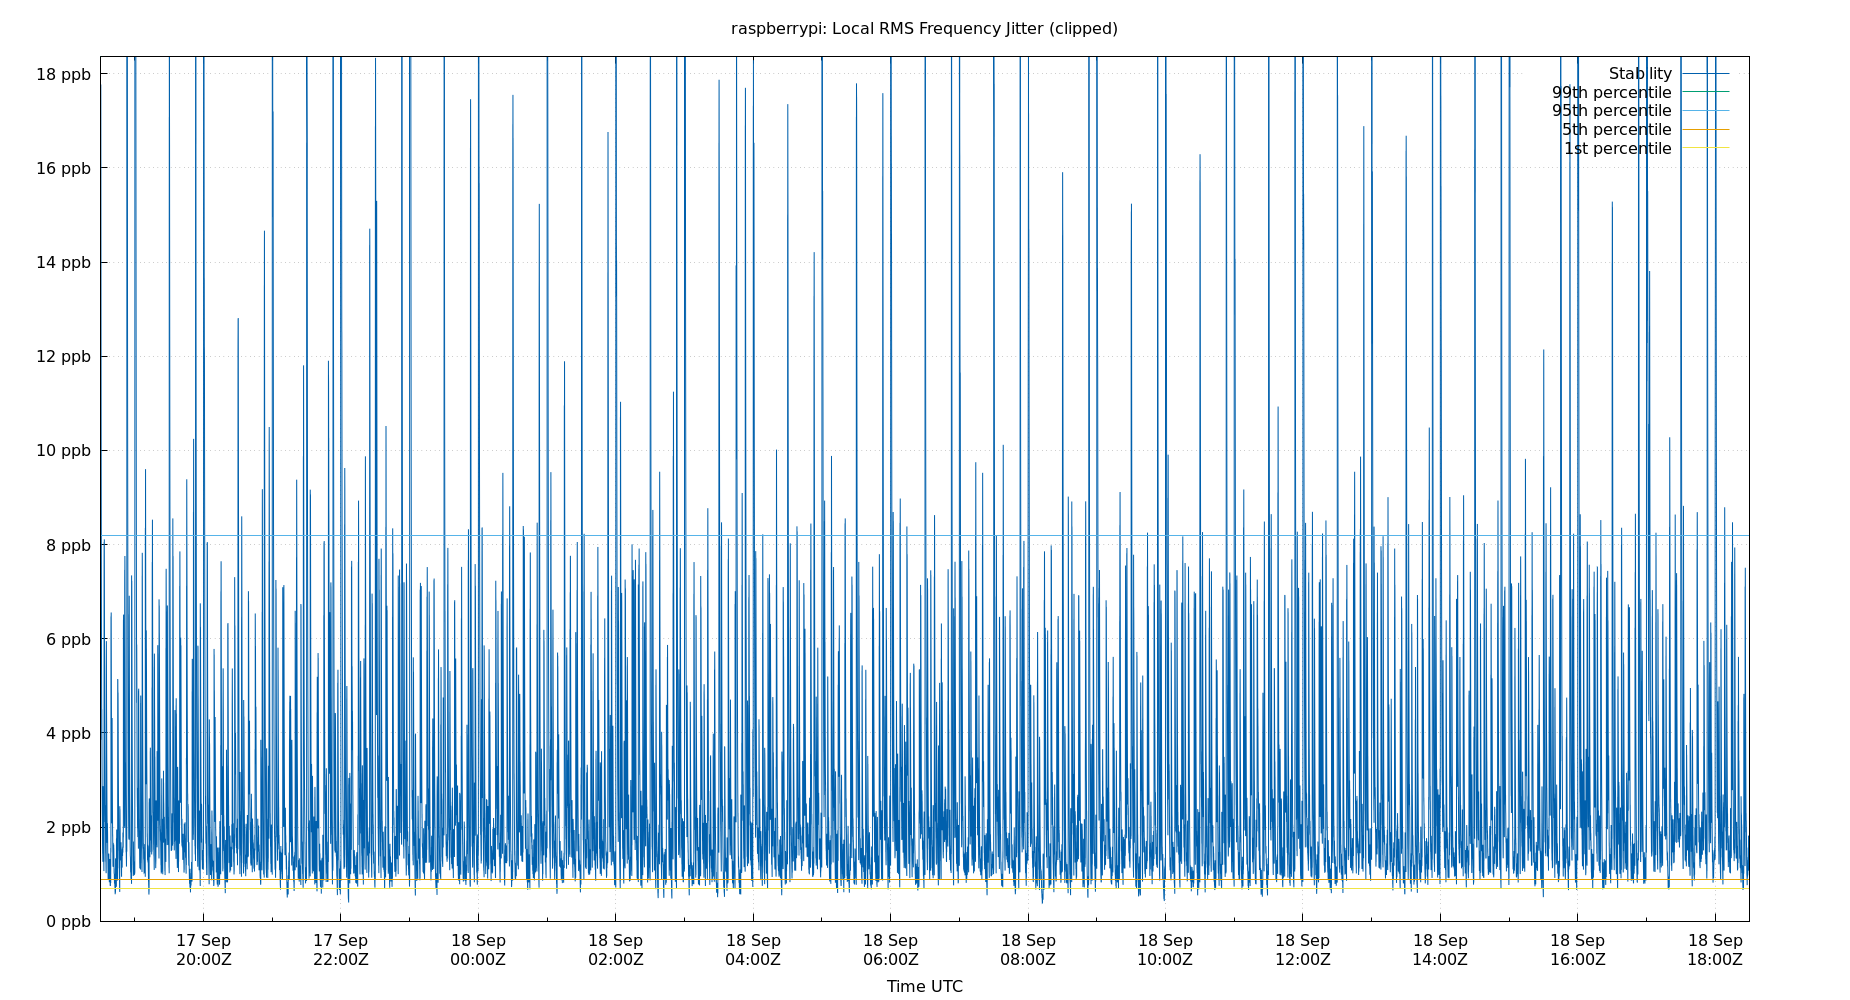 raspberrypi: Local RMS Frequency Jitter (clipped)
18 ppb
16 ppb
14 ppb
12 ppb
10 ppb
8 ppb
6 ppb
4 ppb
2 ppb
0 ppb
Stability
99th percentile
95th percentile
5th percentile
1st percentile
17 Sep 17 Sep 18 Sep 18 Sep 18 Sep 18 Sep 18 Sep 18 Sep 18 Sep 18 Sep 18 Sep 18 Sep
20:00Z 22:00Z 00:00Z 02:00Z 04:00Z 06:00Z 08:00Z 10:00Z 12:00Z 14:00Z 16:00Z 18:00Z
Time UTC